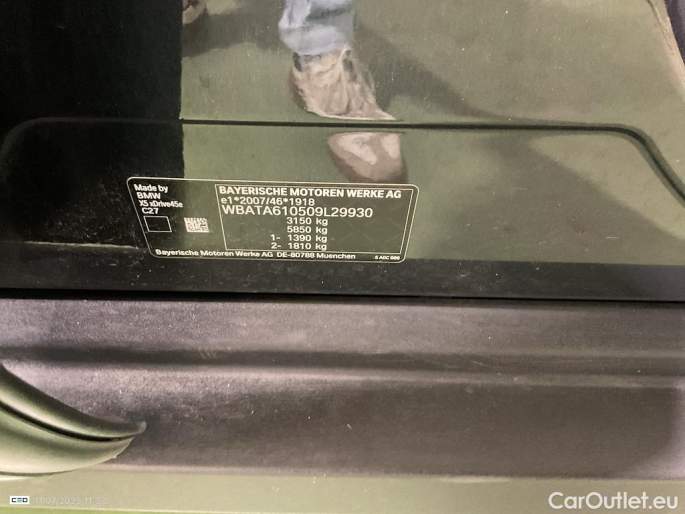 Made by
BMW
X5 xDrive45e
C27
BAYERISCHE MOTOREN WERKE AG
e1*2007/46*1918
WBATA610509L29930
3150 kg
5850 kg
1- 1390 kg
2- 1810 kg
Bayerische Motoren Werke AG DE-80788 Muenchen
CarOutlet.eu